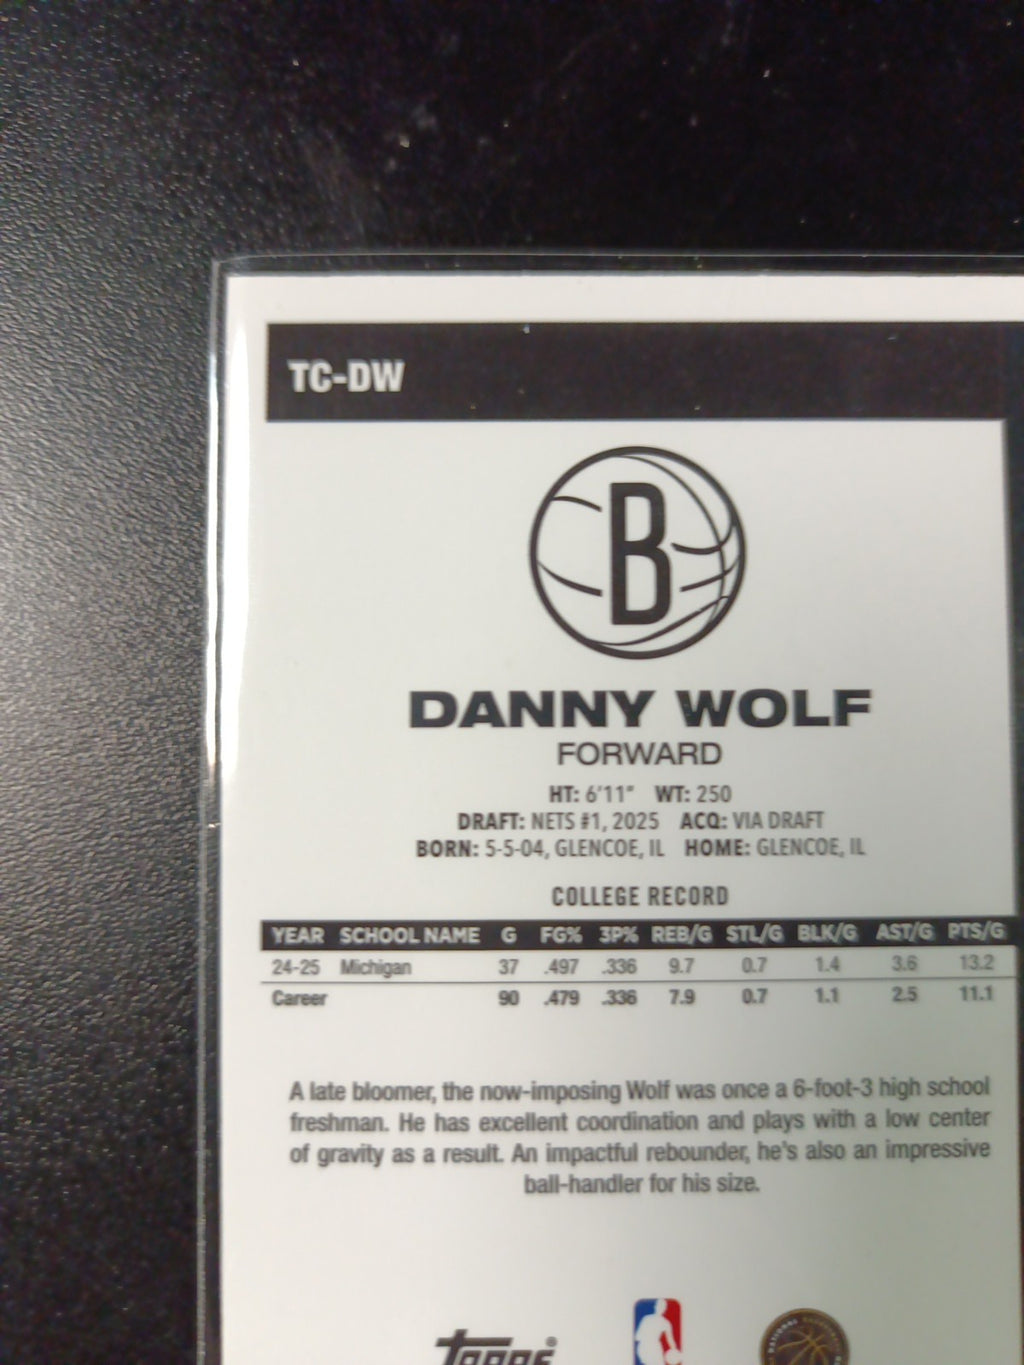 TC-DW
B
DANNY WOLF
FORWARD
HT: 6'11" WT: 250
DRAFT: NETS #1, 2025 ACQ: VIA DRAFT
BORN: 5-5-04, GLENCOE, IL HOME: GLENCOE, IL
COLLEGE RECORD
YEAR SCHOOL NAME G FG% 3P% REB/G STL/G BLK/G AST/G PTS/G
24-25 Michigan 37 .497 .336 9.7 0.7 1.4 3.6 13.2
Career 90 .479 .336 7.9 0.7 1.1 2.5 11.1
A late bloomer, the now-imposing Wolf was once a 6-foot-3 high school
freshman. He has excellent coordination and plays with a low center
of gravity as a result. An impactful rebounder, he's also an impressive
ball-handler for his size.
Topps®